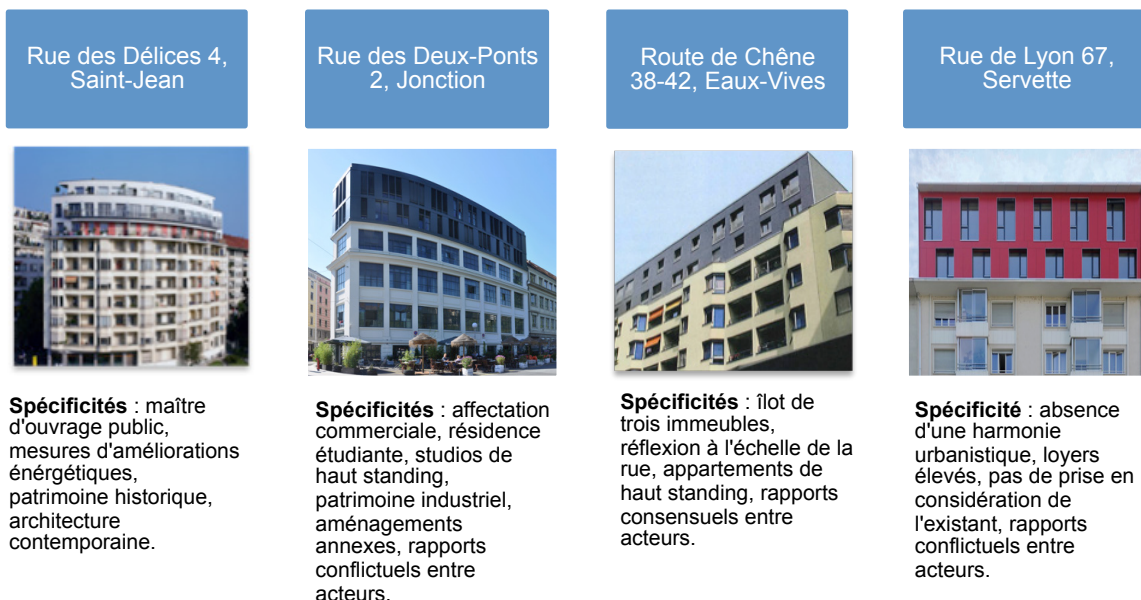 Rue des Délices 4,
Saint-Jean
Rue des Deux-Ponts
2, Jonction
Route de Chêne
38-42, Eaux-Vives
Rue de Lyon 67,
Servette
Spécificités : maître
d'ouvrage public,
mesures d'améliorations
énérgétiques,
patrimoine historique,
architecture
contemporaine.
Spécificités : affectation
commerciale, résidence
étudiante, studios de
haut standing,
patrimoine industriel,
aménagements
annexes, rapports
conflictuels entre
acteurs.
Spécificités : îlot de
trois immeubles,
réflexion à l'échelle de la
rue, appartements de
haut standing, rapports
consensuels entre
acteurs.
Spécificité : absence
d'une harmonie
urbanistique, loyers
élevés, pas de prise en
considération de
l'existant, rapports
conflictuels entre
acteurs.